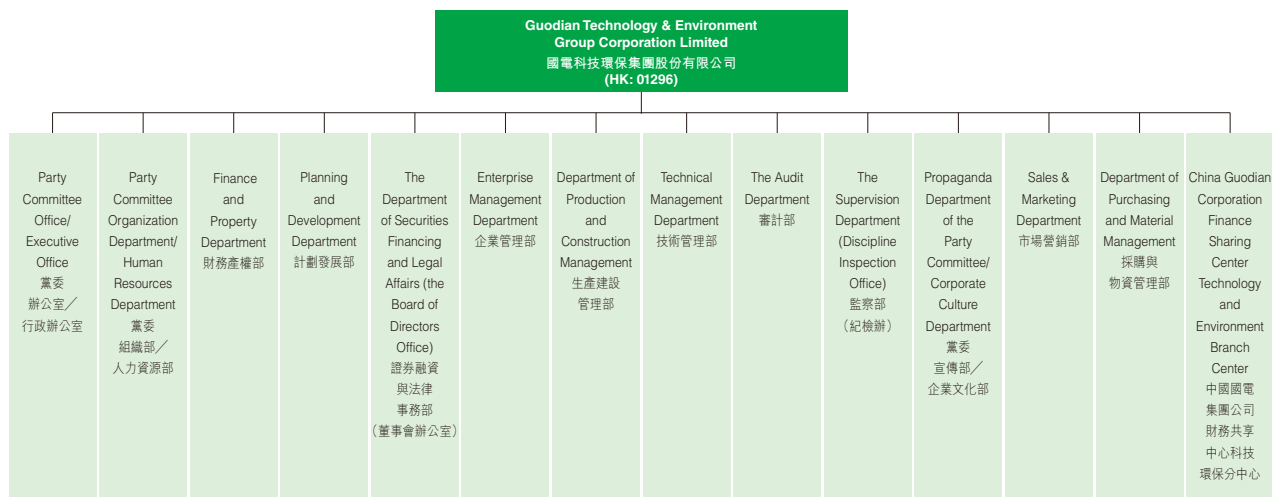 Guodian Technology & Environment
Group Corporation Limited
國電科技環保集團股份有限公司
(HK: 01296)
Party
Committee
Office/
Executive
Office
黨委
辦公室／
行政辦公室
Party
Committee
Organization
Department/
Human
Resources
Department
黨委
組織部／
人力資源部
Finance
and
Property
Department
財務產權部
Planning
and
Development
Department
計劃發展部
The
Department
of Securities
Financing
and Legal
Affairs (the
Board of
Directors
Office)
證券融資
與法律
事務部
（董事會辦公室）
Enterprise
Management
Department
企業管理部
Department of
Production
and
Construction
Management
生產建設
管理部
Technical
Management
Department
技術管理部
The Audit
Department
審計部
The
Supervision
Department
(Discipline
Inspection
Office)
監察部
（紀檢辦）
Propaganda
Department
of the
Party
Committee/
Corporate
Culture
Department
黨委
宣傳部／
企業文化部
Sales &
Marketing
Department
市場營銷部
Department of
Purchasing
and Material
Management
採購與
物資管理部
China Guodian
Corporation
Finance
Sharing
Center
Technology
and
Environment
Branch
Center
中國國電
集團公司
財務共享
中心科技
環保分中心